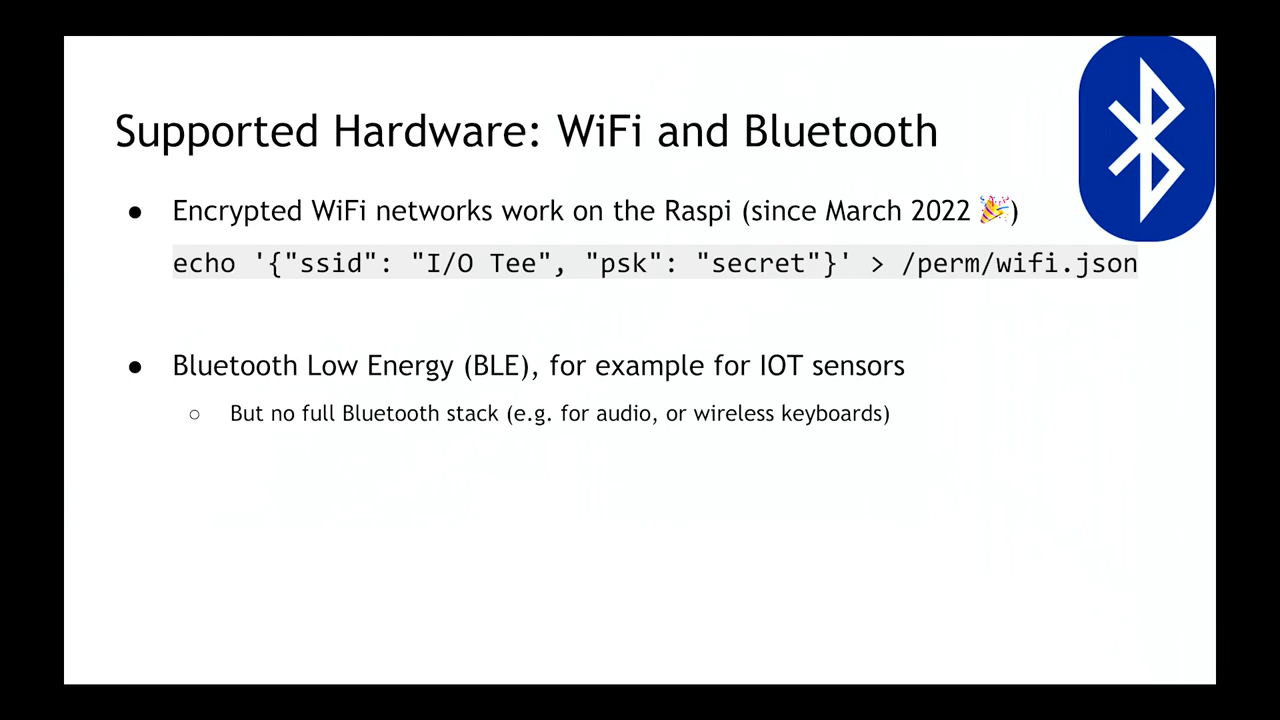 Supported Hardware: WiFi and Bluetooth
● Encrypted WiFi networks work on the Raspi (since March 2022 🎉)
echo '{"ssid": "I/O Tee", "psk": "secret"}' > /perm/wifi.json
● Bluetooth Low Energy (BLE), for example for IOT sensors
○ But no full Bluetooth stack (e.g. for audio, or wireless keyboards)